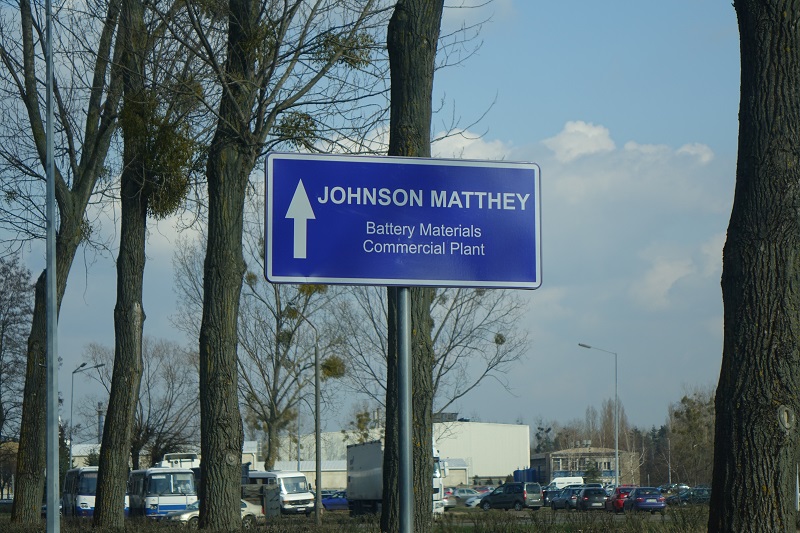 JOHNSON MATTHEY
Battery Materials
Commercial Plant